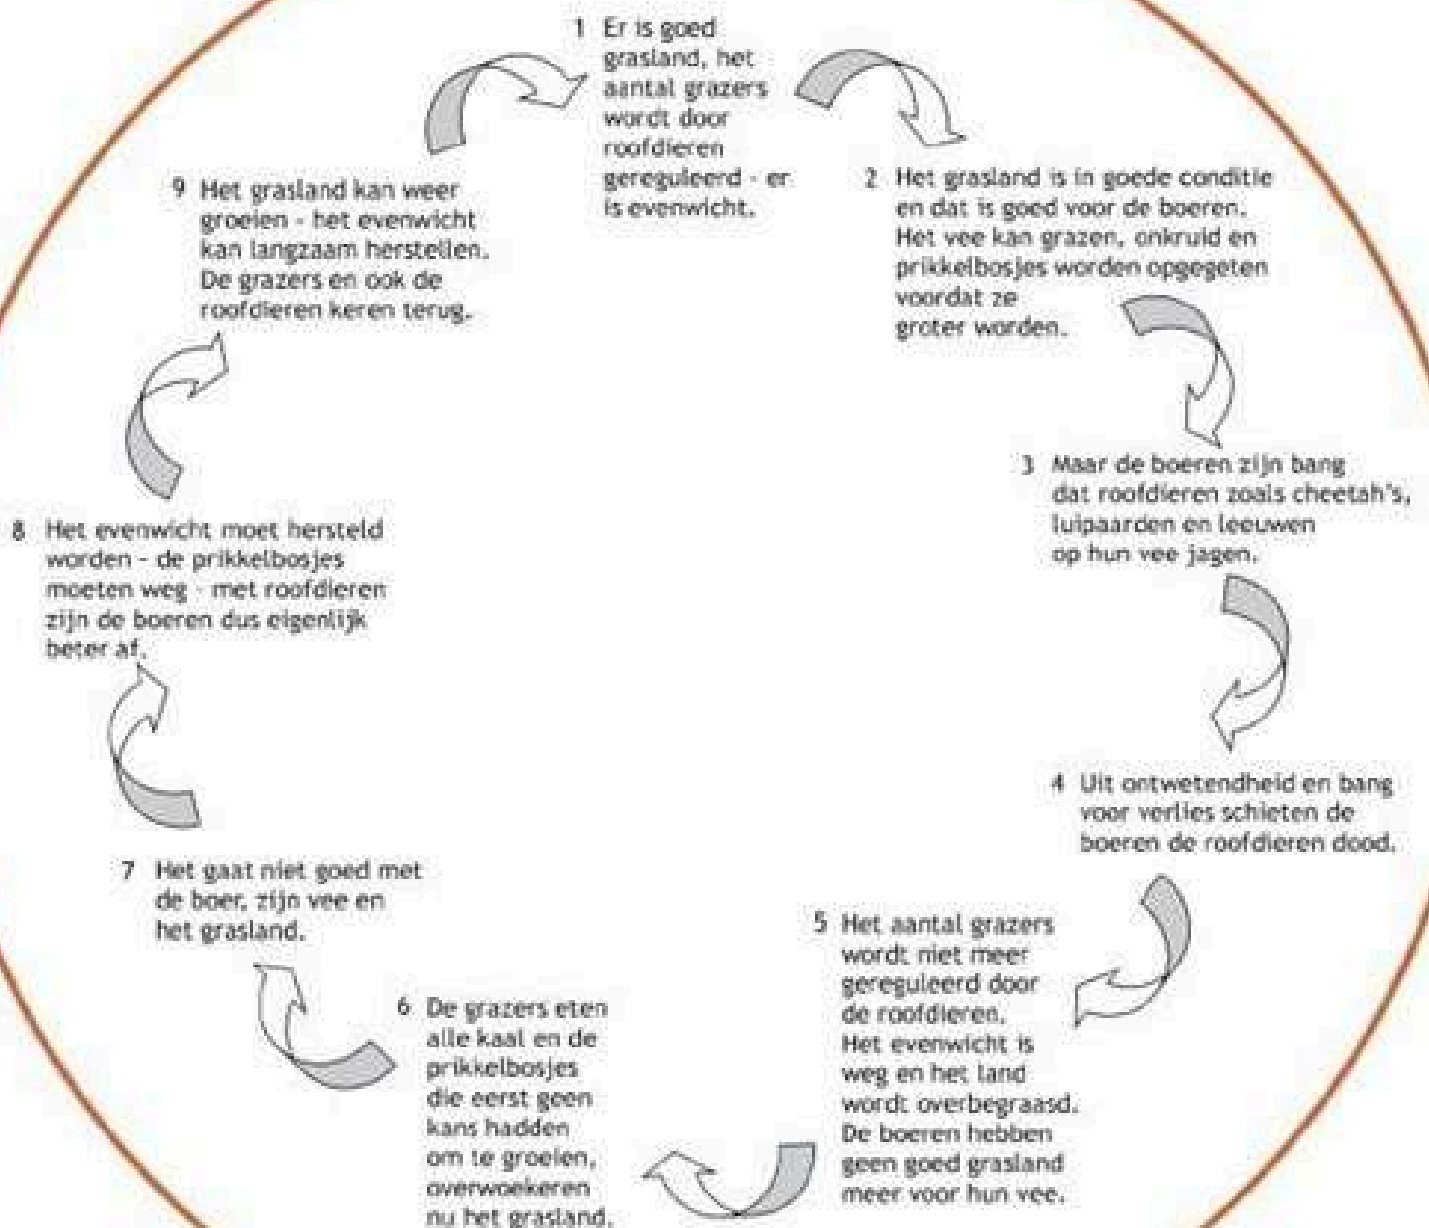 1 Er is goed
grasland, het
aantal grazers
wordt door
roofdieren
gereguleerd - er
is evenwicht.
2 Het grasland is in goede conditie
en dat is goed voor de boeren.
Het vee kan grazen, onkruid en
prikkelbosjes worden opgegeten
voordat ze
groter worden.
3 Maar de boeren zijn bang
dat roofdieren zoals cheetah's,
luipaarden en leeuwen
op hun vee jagen.
4 Uit ontwetendheid en bang
voor verlies schieten de
boeren de roofdieren dood.
5 Het aantal grazers
wordt niet meer
gereguleerd door
de roofdieren.
Het evenwicht is
weg en het land
wordt overbegraasd.
De boeren hebben
geen goed grasland
meer voor hun vee.
6 De grazers eten
alle kaal en de
prikkelbosjes
die eerst geen
kans hadden
om te groeien,
overwoekeren
nu het grasland.
7 Het gaat niet goed met
de boer, zijn vee en
het grasland.
8 Het evenwicht moet hersteld
worden - de prikkelbosjes
moeten weg - met roofdieren
zijn de boeren dus eigenlijk
beter af.
9 Het grasland kan weer
groeien - het evenwicht
kan langzaam herstellen.
De grazers en ook de
roofdieren keren terug.